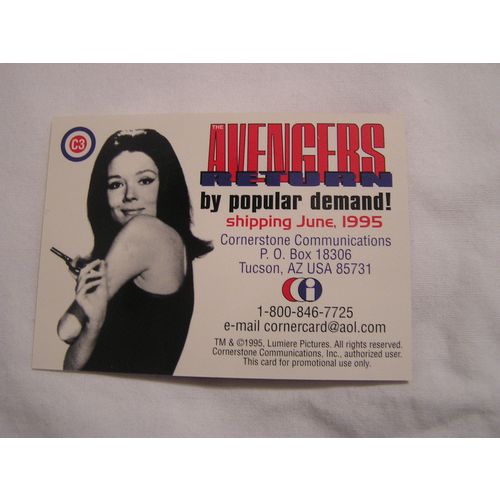 C3
THE
AVENGERS
RETURN
by popular demand!
shipping June, 1995
Cornerstone Communications
P. O. Box 18306
Tucson, AZ USA 85731
CCi
1-800-846-7725
e-mail cornercard@aol.com
TM & ©1995, Lumiere Pictures. All rights reserved.
Cornerstone Communications, Inc., authorized user.
This card for promotional use only.